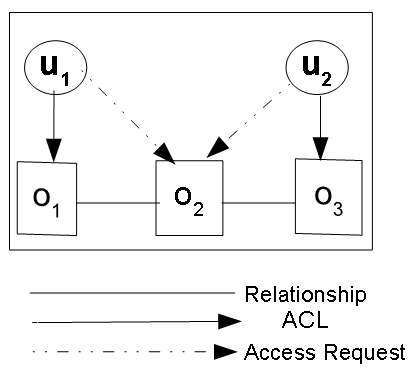 u1 u2
o1 o2 o3
Relationship
ACL
Access Request